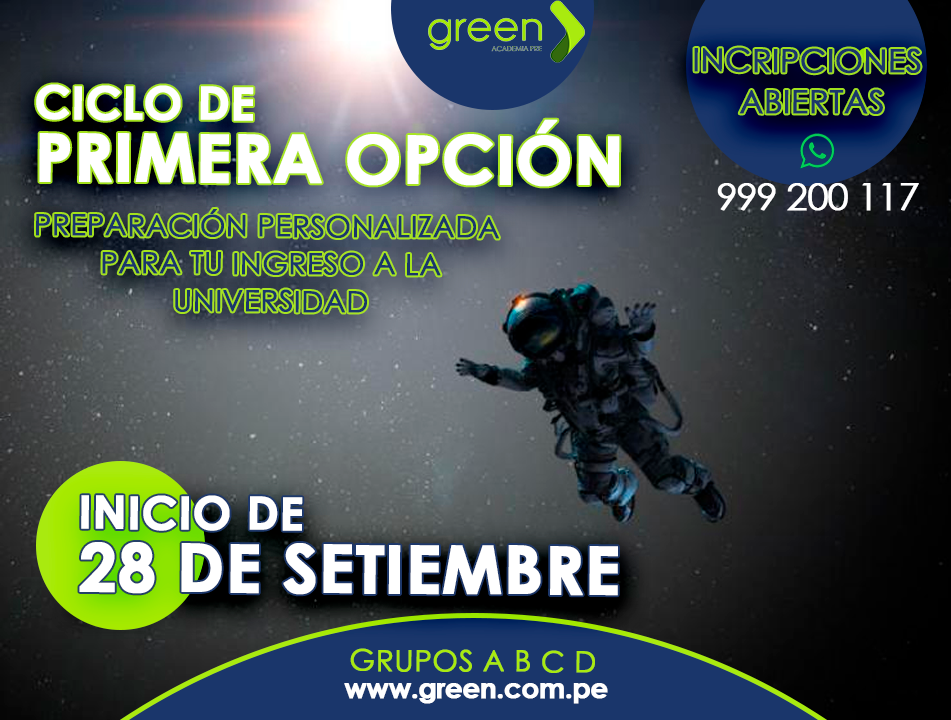 green
ACADEMIA PRE
INCRIPCIONES
ABIERTAS
999 200 117
CICLO DE
PRIMERA OPCIÓN
PREPARACIÓN PERSONALIZADA
PARA TU INGRESO A LA
UNIVERSIDAD
INICIO DE
28 DE SETIEMBRE
GRUPOS A B C D
www.green.com.pe